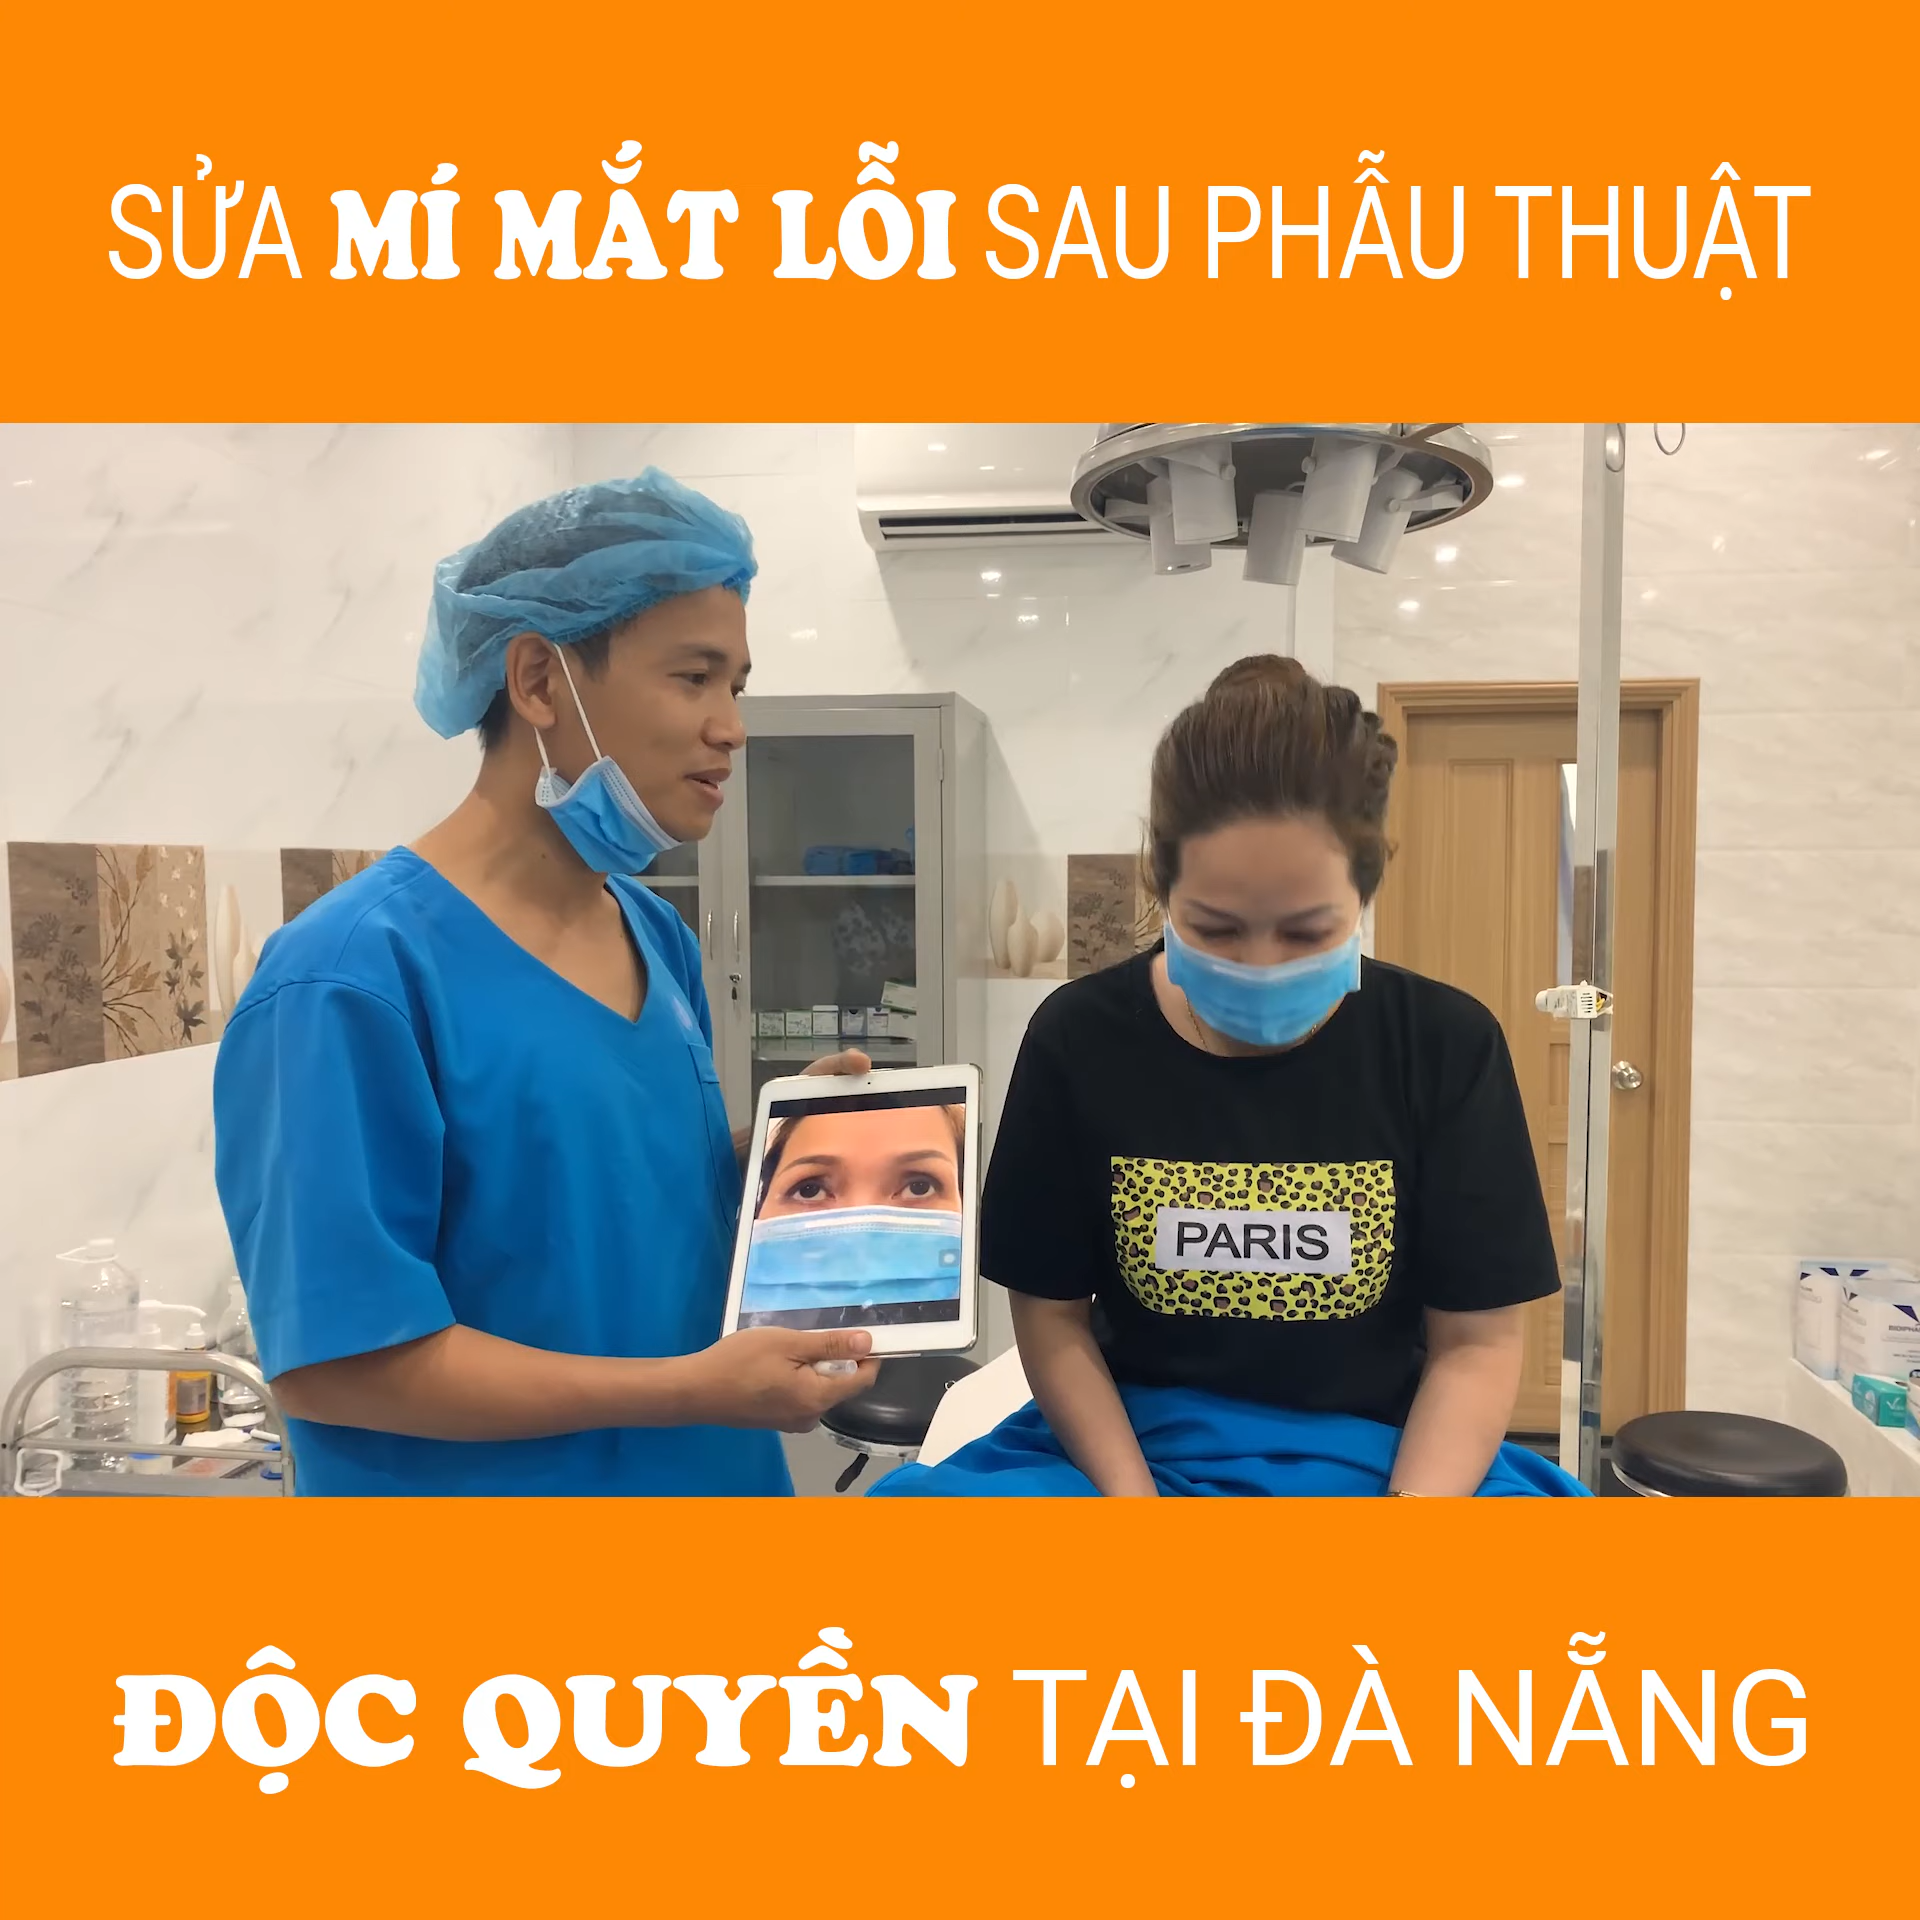 SỬA MÍ MẮT LỖI SAU PHẪU THUẬT
PARIS
ĐỘC QUYỀN TẠI ĐÀ NẴNG